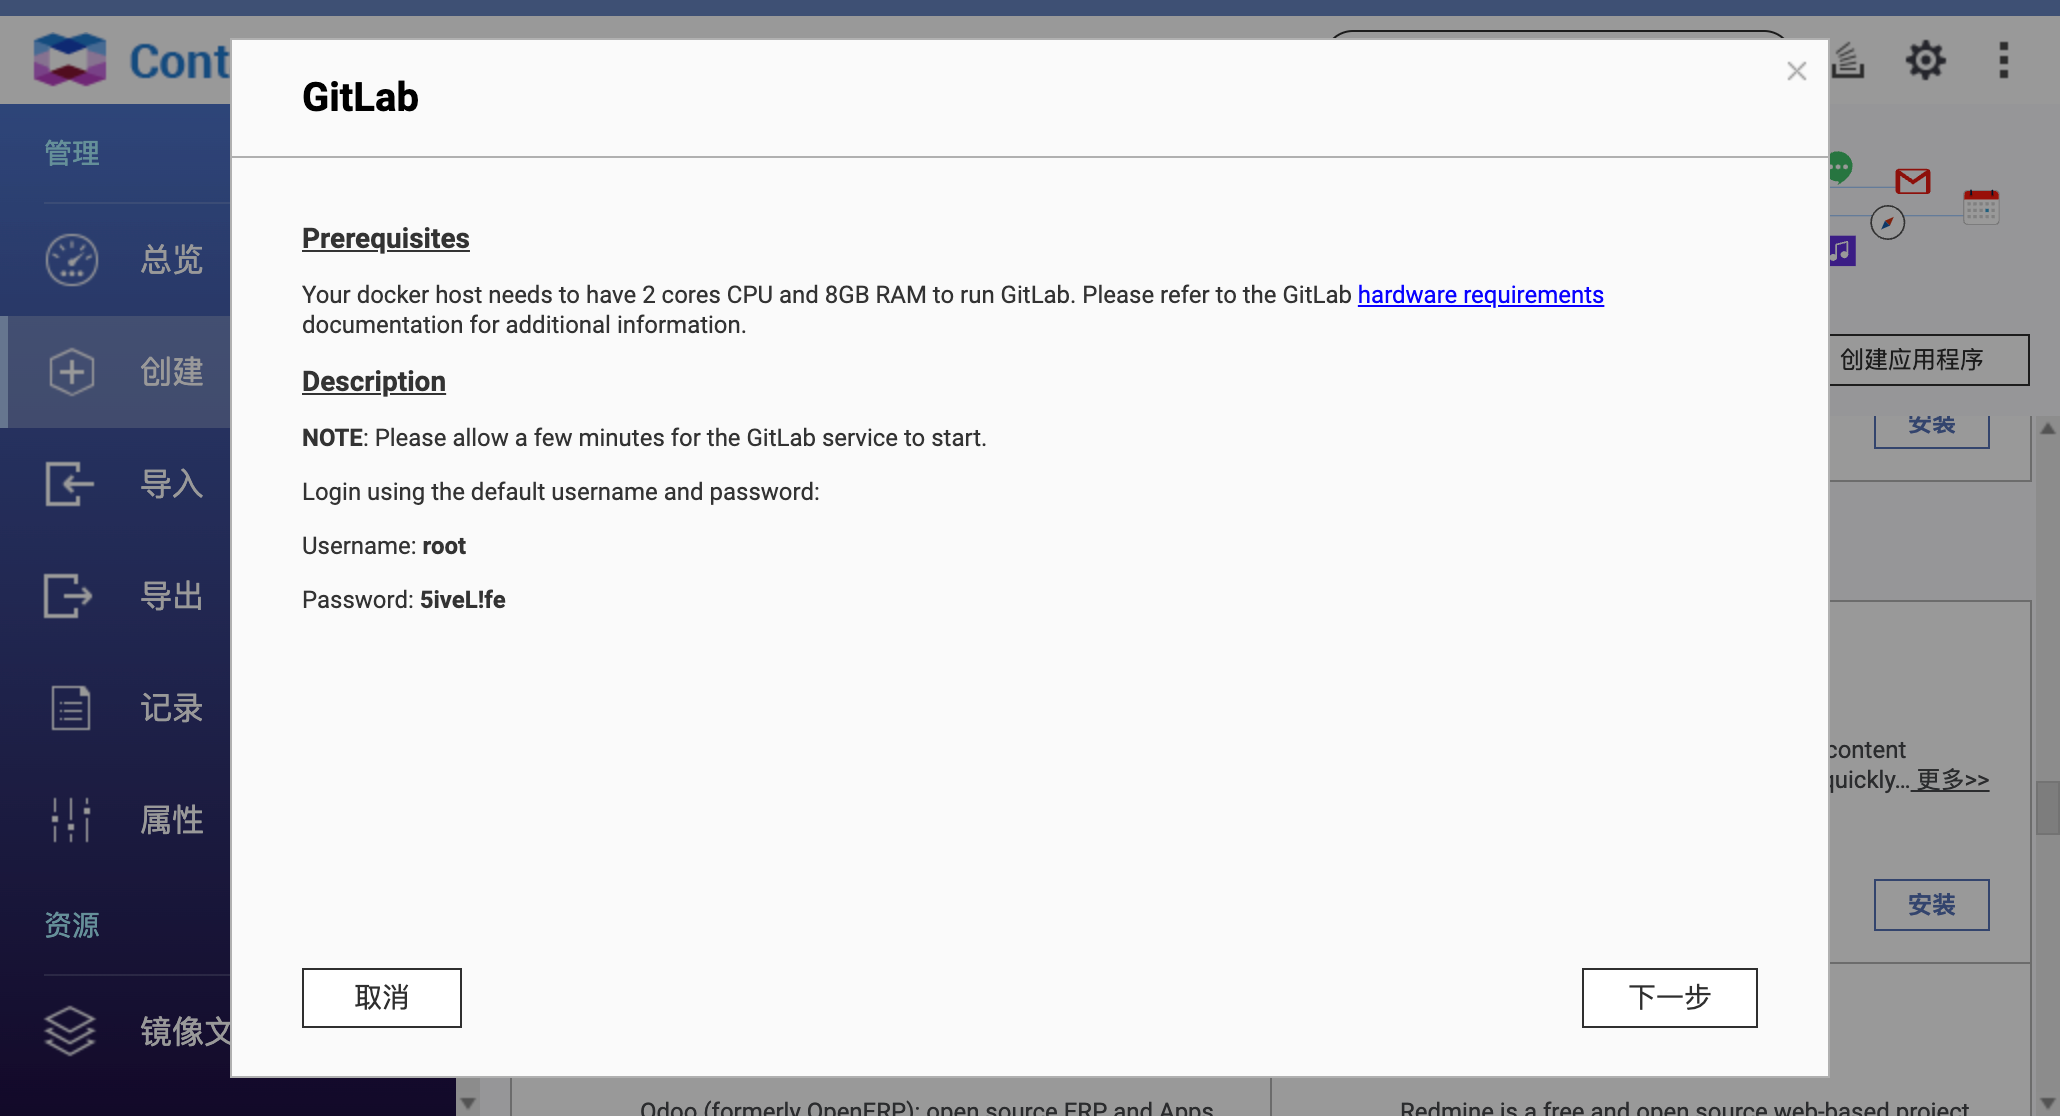 Cont
GitLab
管理
总览
创建
导入
导出
记录
属性
资源
镜像文
Prerequisites
Your docker host needs to have 2 cores CPU and 8GB RAM to run GitLab. Please refer to the GitLab hardware requirements
documentation for additional information.
Description
NOTE: Please allow a few minutes for the GitLab service to start.
Login using the default username and password:
Username: root
Password: 5iveL!fe
取消
下一步
创建应用程序
安装
content
quickly... 更多>>
安装
Odoo (formerly OpenERP): open source ERP and Apps
Redmine is a free and open source web-based project